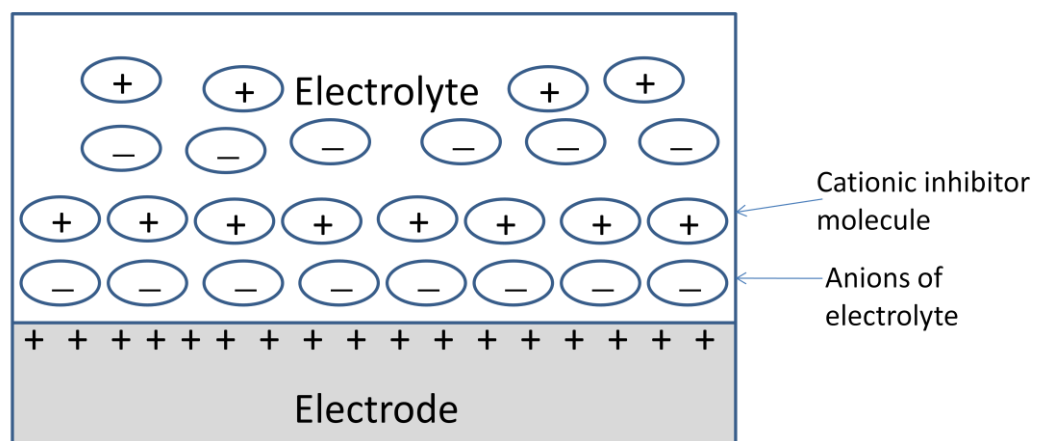 + + Electrolyte + +
− − − − − −
+ + + + + + + +
Cationic inhibitor
molecule
− − − − − − − −
Anions of
electrolyte
+ + + + + + + + + + + + + + + + +
Electrode